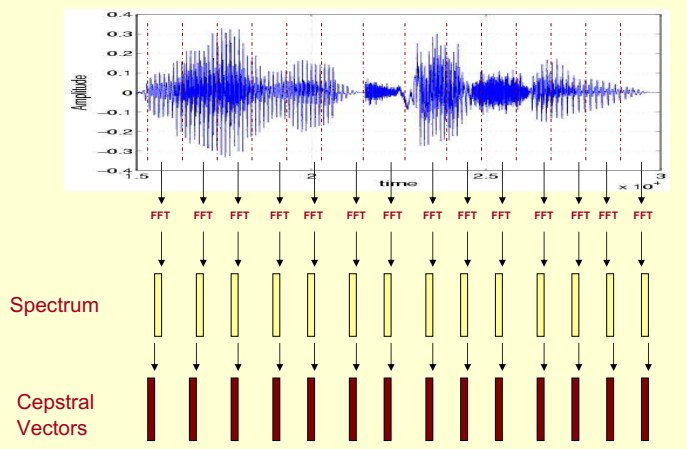 0.4
0.3
0.2
0.1
0
−0.1
−0.2
−0.3
−0.4
Amplitude
1.5 2 2.5 3
time
x 10⁴
FFT FFT FFT FFT FFT FFT FFT FFT FFT FFT FFT FFT FFT FFT
Spectrum
Cepstral
Vectors